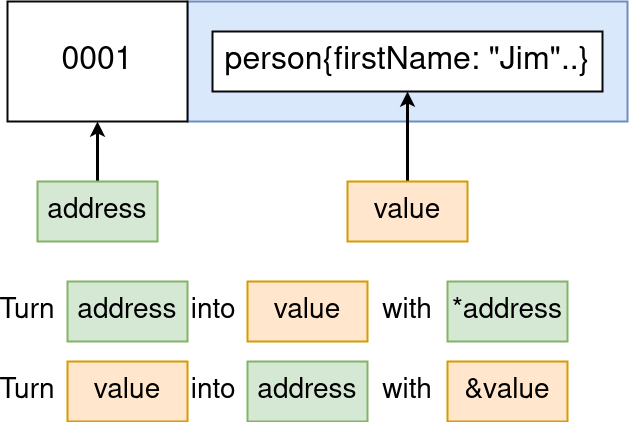 0001 person{firstName: "Jim"..}
address value
Turn address into value with *address
Turn value into address with &value